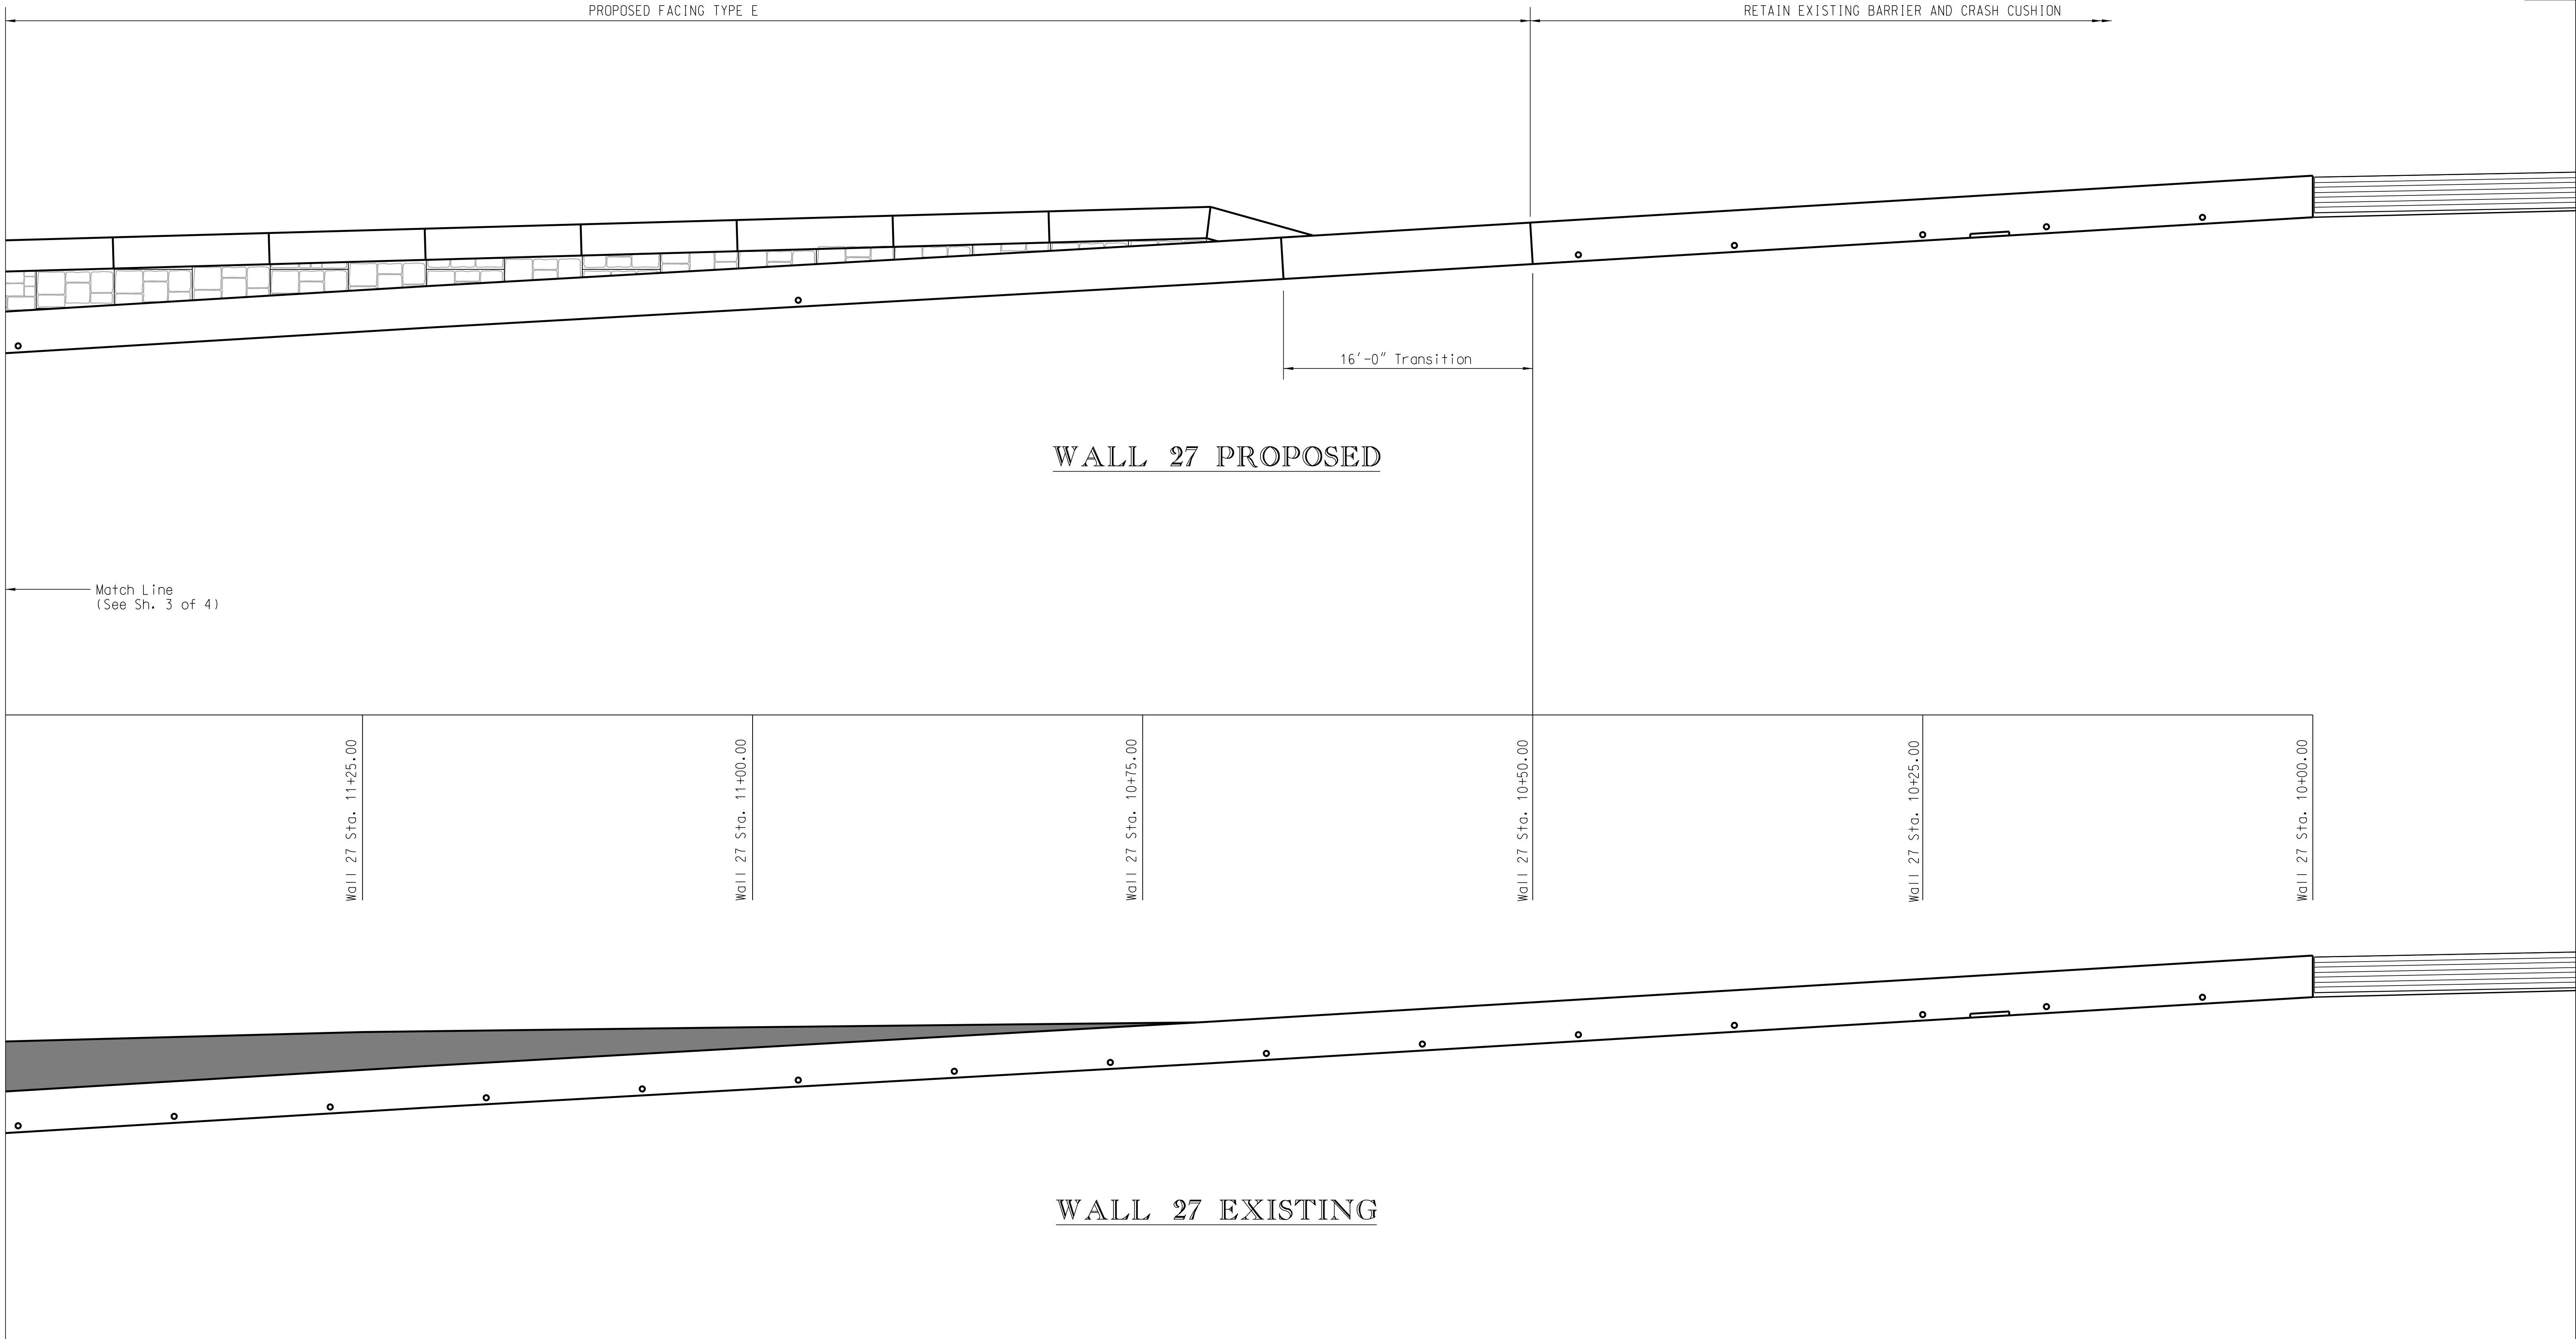 PROPOSED FACING TYPE E
RETAIN EXISTING BARRIER AND CRASH CUSHION
16'-0" Transition
WALL 27 PROPOSED
Match Line
(See Sh. 3 of 4)
Wall 27 Sta. 11+25.00
Wall 27 Sta. 11+00.00
Wall 27 Sta. 10+75.00
Wall 27 Sta. 10+50.00
Wall 27 Sta. 10+25.00
Wall 27 Sta. 10+00.00
WALL 27 EXISTING